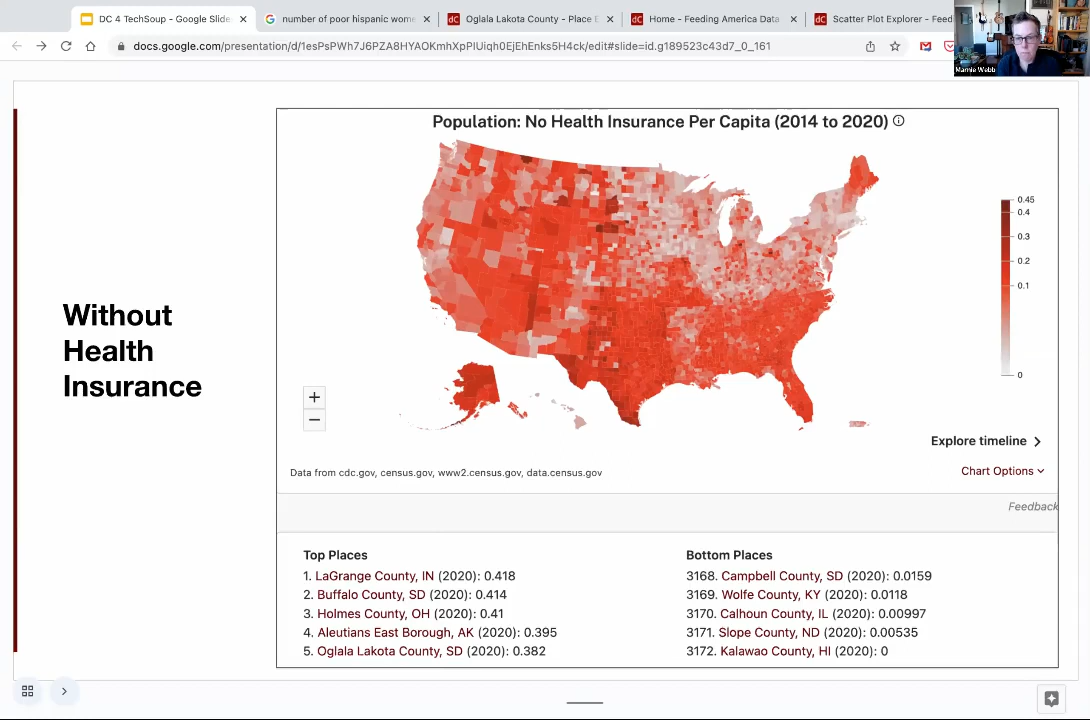 DC 4 TechSoup - Google Slide
number of poor hispanic wome
dC Oglala Lakota County - Place E
dC Home - Feeding America Data
dC Scatter Plot Explorer - Feed
docs.google.com/presentation/d/1esPsPWh7J6PZA8HYAOKmhXpPlUiqh0EjEhEnks5H4ck/edit#slide=id.g189523c43d7_0_161
Marnie Webb
Without
Health
Insurance
Population: No Health Insurance Per Capita (2014 to 2020)
0.45
0.4
0.3
0.2
0.1
0
+
−
Explore timeline
Data from cdc.gov, census.gov, www2.census.gov, data.census.gov
Chart Options
Feedback
Top Places
1. LaGrange County, IN (2020): 0.418
2. Buffalo County, SD (2020): 0.414
3. Holmes County, OH (2020): 0.41
4. Aleutians East Borough, AK (2020): 0.395
5. Oglala Lakota County, SD (2020): 0.382
Bottom Places
3168. Campbell County, SD (2020): 0.0159
3169. Wolfe County, KY (2020): 0.0118
3170. Calhoun County, IL (2020): 0.00997
3171. Slope County, ND (2020): 0.00535
3172. Kalawao County, HI (2020): 0